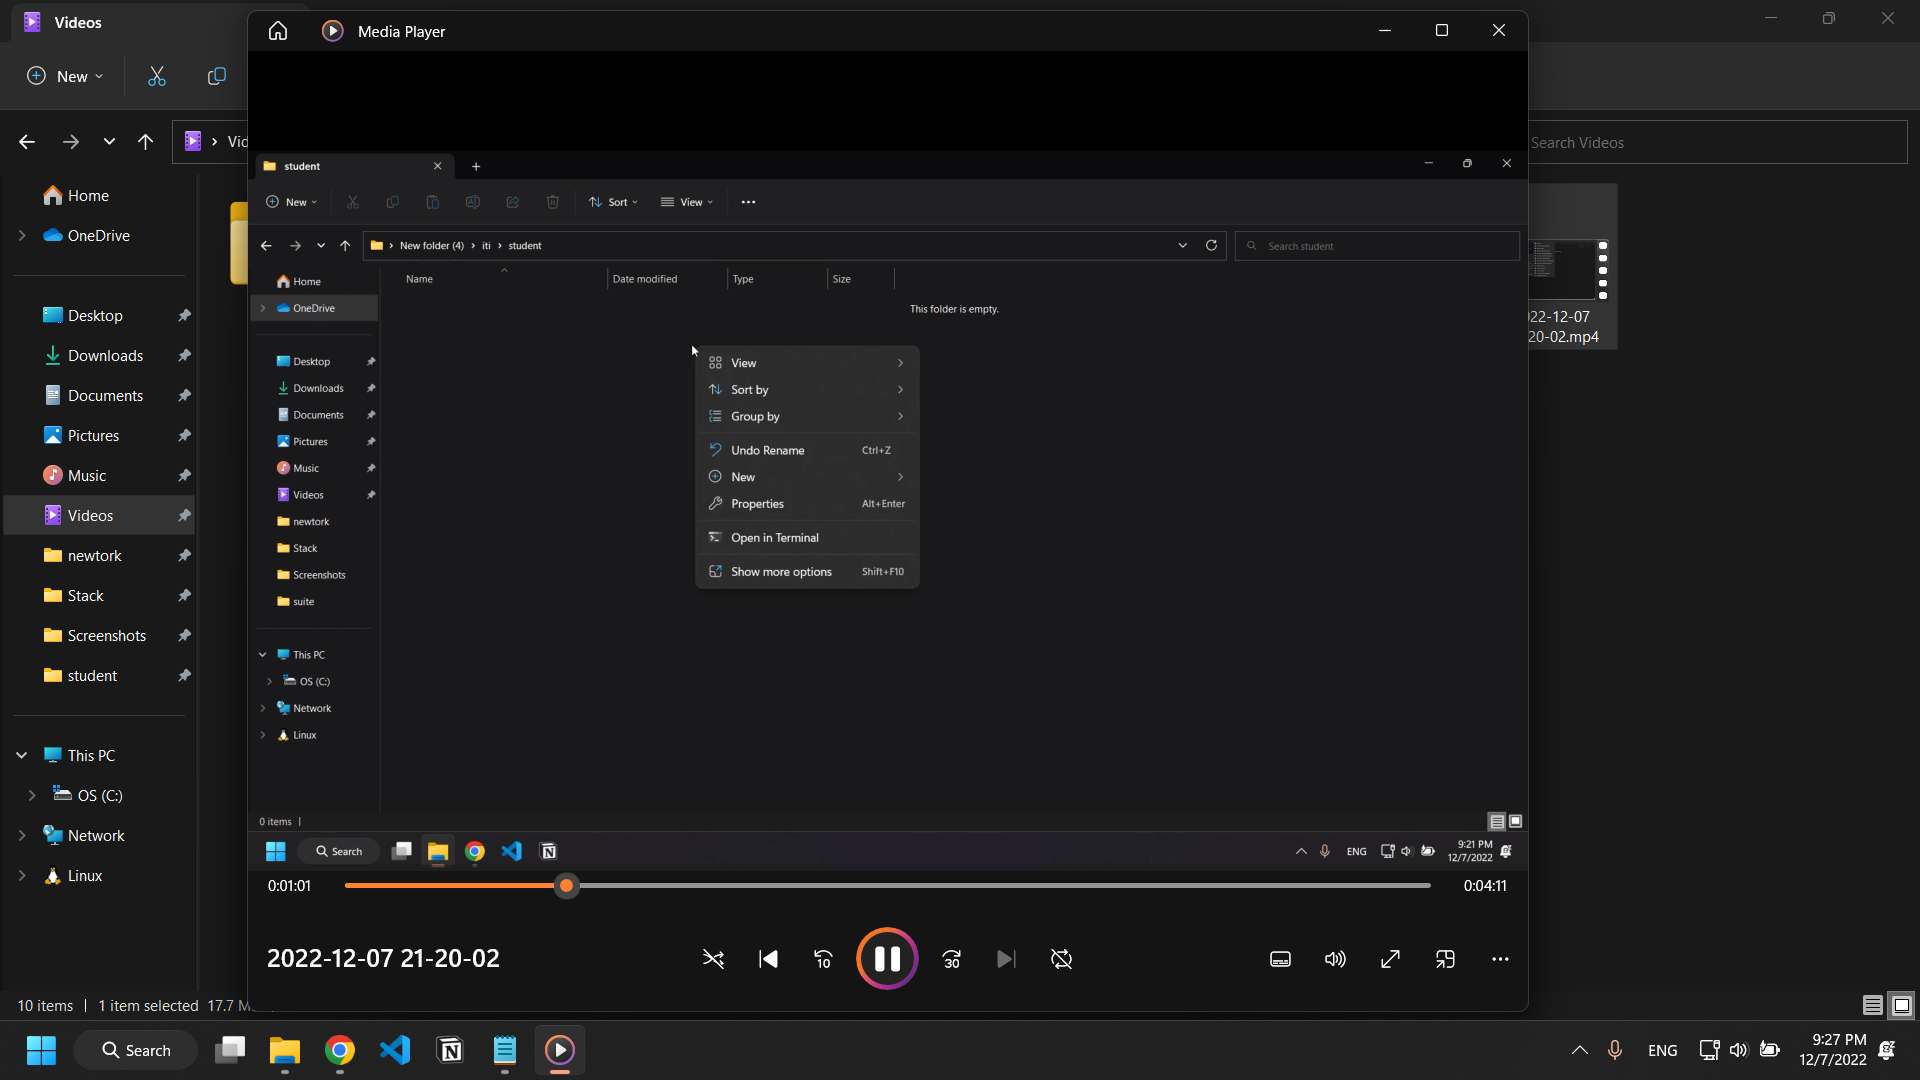 Videos
New
Vid
Search Videos
Home
OneDrive
Desktop
Downloads
Documents
Pictures
Music
Videos
newtork
Stack
Screenshots
student
This PC
OS (C:)
Network
Linux
10 items | 1 item selected 17.7 M
22-12-07
20-02.mp4
Media Player
student
New
Sort
View
New folder (4) › iti › student
Search student
Name Date modified Type Size
This folder is empty.
Home
OneDrive
Desktop
Downloads
Documents
Pictures
Music
Videos
newtork
Stack
Screenshots
suite
This PC
OS (C:)
Network
Linux
View
Sort by
Group by
Undo Rename Ctrl+Z
New
Properties Alt+Enter
Open in Terminal
Show more options Shift+F10
0 items |
Search
ENG
9:21 PM
12/7/2022
0:01:01
0:04:11
2022-12-07 21-20-02
10
30
Search
ENG
9:27 PM
12/7/2022